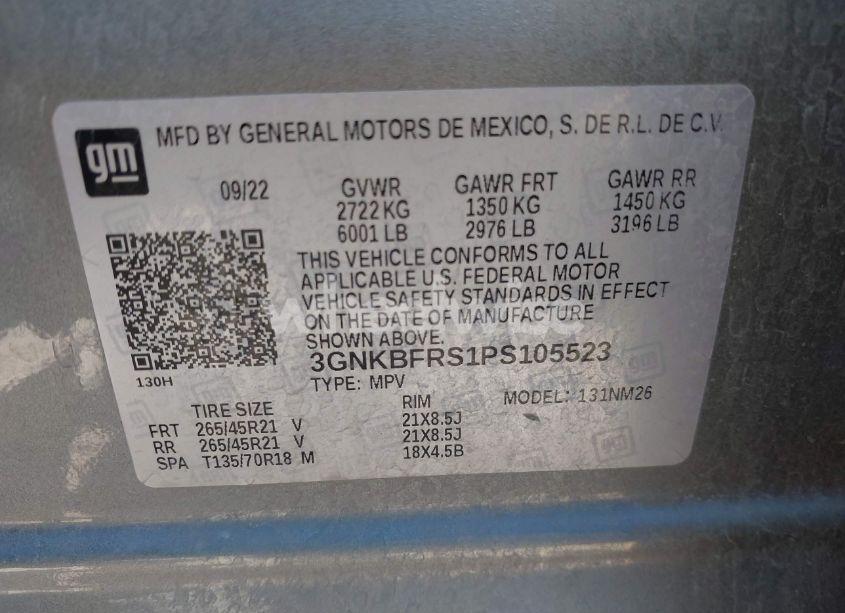 gm
MFD BY GENERAL MOTORS DE MEXICO, S. DE R.L. DE C.V.
09/22 GVWR GAWR FRT GAWR RR
2722 KG 1350 KG 1450 KG
6001 LB 2976 LB 3196 LB
THIS VEHICLE CONFORMS TO ALL
APPLICABLE U.S. FEDERAL MOTOR
VEHICLE SAFETY STANDARDS IN EFFECT
ON THE DATE OF MANUFACTURE
SHOWN ABOVE.
3GNKBFRS1PS105523
130H
TYPE: MPV MODEL: 131NM26
TIRE SIZE RIM
FRT 265/45R21 V 21X8.5J
RR 265/45R21 V 21X8.5J
SPA T135/70R18 M 18X4.5B